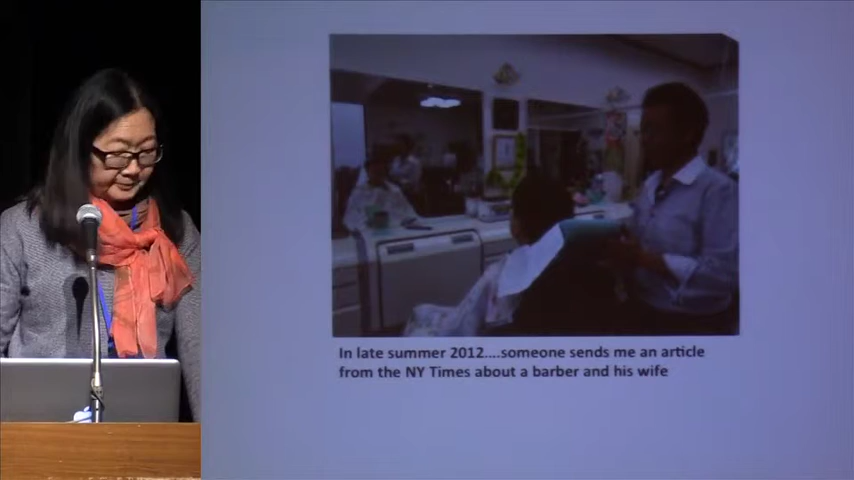 In late summer 2012....someone sends me an article
from the NY Times about a barber and his wife